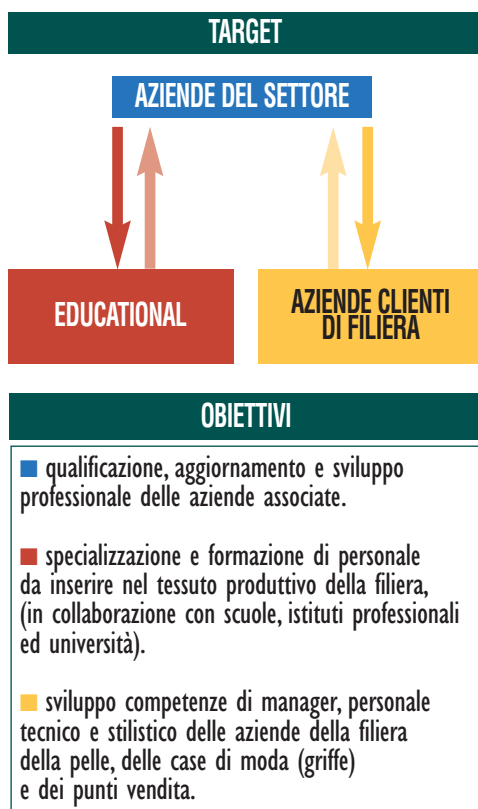 TARGET
AZIENDE DEL SETTORE
EDUCATIONAL
AZIENDE CLIENTI
DI FILIERA
OBIETTIVI
qualificazione, aggiornamento e sviluppo
professionale delle aziende associate.
specializzazione e formazione di personale
da inserire nel tessuto produttivo della filiera,
(in collaborazione con scuole, istituti professionali
ed università).
sviluppo competenze di manager, personale
tecnico e stilistico delle aziende della filiera
della pelle, delle case di moda (griffe)
e dei punti vendita.